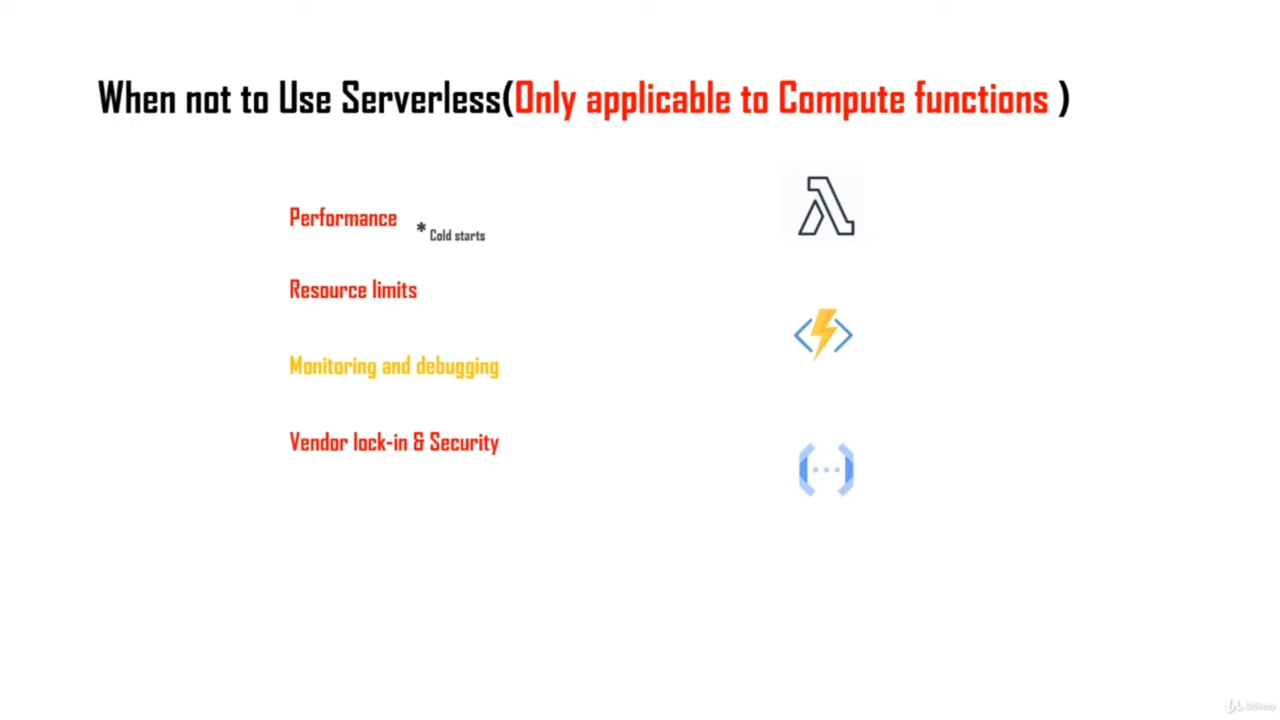 When not to Use Serverless(Only applicable to Compute functions )
Performance
* Cold starts
Resource limits
Monitoring and debugging
Vendor lock-in & Security
Udemy